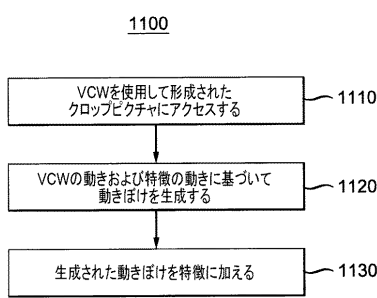 1100
VCWを使用して形成された
クロップピクチャにアクセスする
1110
VCWの動きおよび特徴の動きに基づいて
動きぼけを生成する
1120
生成された動きぼけを特徴に加える
1130